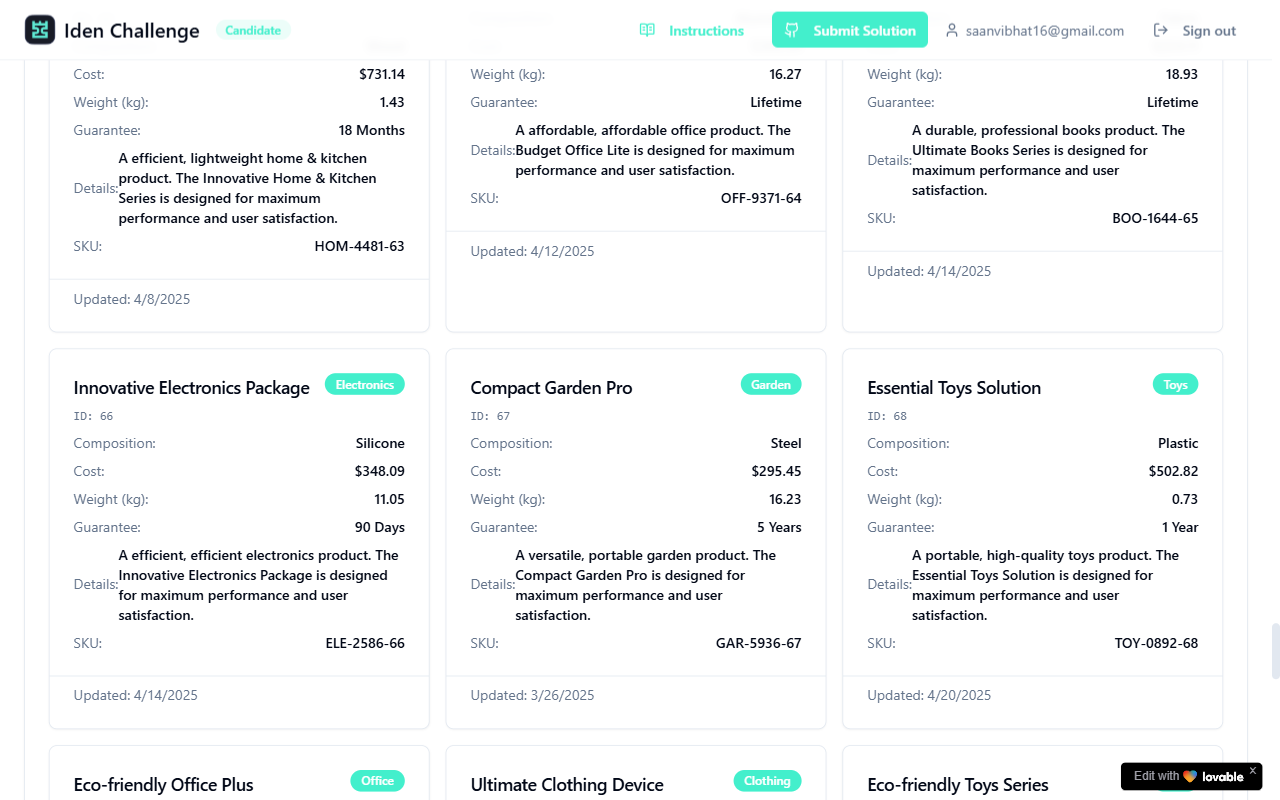 Iden Challenge
Candidate
Instructions
Submit Solution
saanvibhat16@gmail.com
Sign out
Cost: $731.14
Weight (kg): 1.43
Guarantee: 18 Months
Details: A efficient, lightweight home & kitchen
product. The Innovative Home & Kitchen
Series is designed for maximum
performance and user satisfaction.
SKU: HOM-4481-63
Updated: 4/8/2025
Weight (kg): 16.27
Guarantee: Lifetime
Details: A affordable, affordable office product. The
Budget Office Lite is designed for maximum
performance and user satisfaction.
SKU: OFF-9371-64
Updated: 4/12/2025
Weight (kg): 18.93
Guarantee: Lifetime
Details: A durable, professional books product. The
Ultimate Books Series is designed for
maximum performance and user
satisfaction.
SKU: BOO-1644-65
Updated: 4/14/2025
Innovative Electronics Package
Electronics
ID: 66
Composition: Silicone
Cost: $348.09
Weight (kg): 11.05
Guarantee: 90 Days
Details: A efficient, efficient electronics product. The
Innovative Electronics Package is designed
for maximum performance and user
satisfaction.
SKU: ELE-2586-66
Updated: 4/14/2025
Compact Garden Pro
Garden
ID: 67
Composition: Steel
Cost: $295.45
Weight (kg): 16.23
Guarantee: 5 Years
Details: A versatile, portable garden product. The
Compact Garden Pro is designed for
maximum performance and user
satisfaction.
SKU: GAR-5936-67
Updated: 3/26/2025
Essential Toys Solution
Toys
ID: 68
Composition: Plastic
Cost: $502.82
Weight (kg): 0.73
Guarantee: 1 Year
Details: A portable, high-quality toys product. The
Essential Toys Solution is designed for
maximum performance and user
satisfaction.
SKU: TOY-0892-68
Updated: 4/20/2025
Eco-friendly Office Plus
Office
Ultimate Clothing Device
Clothing
Eco-friendly Toys Series
Edit with lovable